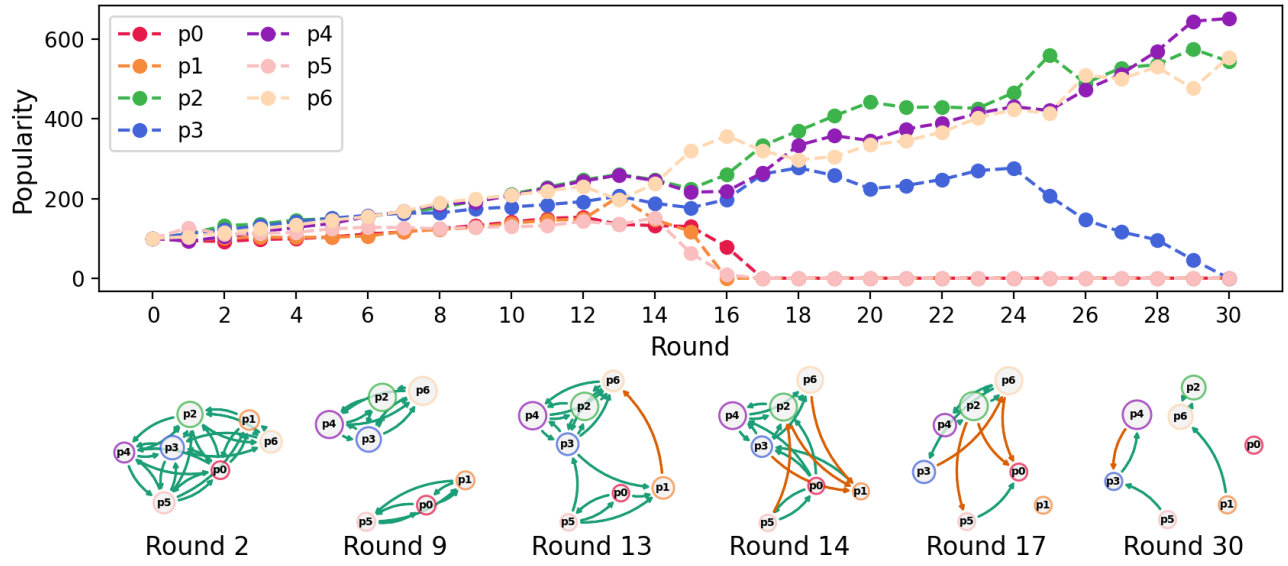 Popularity
600
400
200
0
p0 p4
p1 p5
p2 p6
p3
0 2 4 6 8 10 12 14 16 18 20 22 24 26 28 30
Round
p2 p1 p6 p4 p3 p0 p5
p6 p2 p4 p3 p1 p0 p5
p6 p2 p4 p3 p0 p1 p5
p6 p2 p4 p3 p0 p1 p5
p6 p2 p4 p3 p0 p1 p5
p2 p4 p6 p0 p3 p1 p5
Round 2 Round 9 Round 13 Round 14 Round 17 Round 30